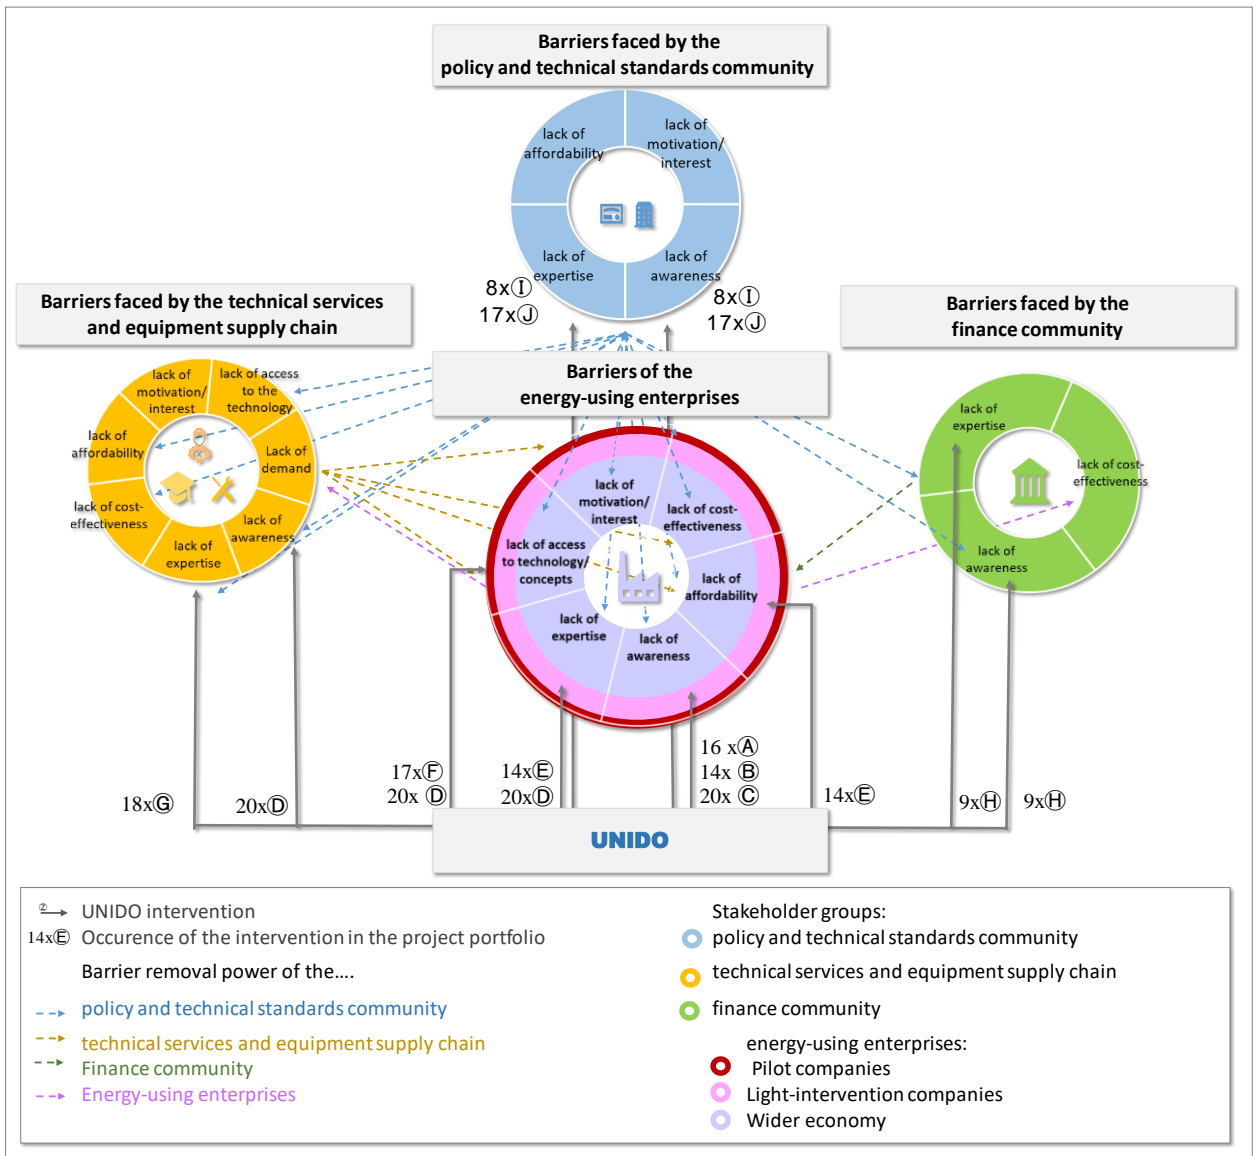 Barriers faced by the
policy and technical standards community
lack of
affordability
lack of
motivation/
interest
lack of
expertise
lack of
awareness
8xⒾ
17xⒿ
8xⒾ
17xⒿ
Barriers faced by the technical services
and equipment supply chain
lack of
motivation/
interest
lack of access
to the
technology
lack of
affordability
Lack of
demand
lack of cost-
effectiveness
lack of
awareness
lack of
expertise
Barriers of the
energy-using enterprises
lack of
motivation/
interest
lack of cost-
effectiveness
lack of access
to technology/
concepts
lack of
affordability
lack of
expertise
lack of
awareness
Barriers faced by the
finance community
lack of
expertise
lack of cost-
effectiveness
lack of
awareness
18xⒼ
20xⒹ
17xⒻ
20x Ⓓ
14xⒺ
20xⒹ
16 xⒶ
14x Ⓑ
20x Ⓒ
14xⒺ
9xⒽ
9xⒽ
UNIDO
② UNIDO intervention
14xⒺ Occurence of the intervention in the project portfolio
Barrier removal power of the....
policy and technical standards community
technical services and equipment supply chain
Finance community
Energy-using enterprises
Stakeholder groups:
policy and technical standards community
technical services and equipment supply chain
finance community
energy-using enterprises:
Pilot companies
Light-intervention companies
Wider economy